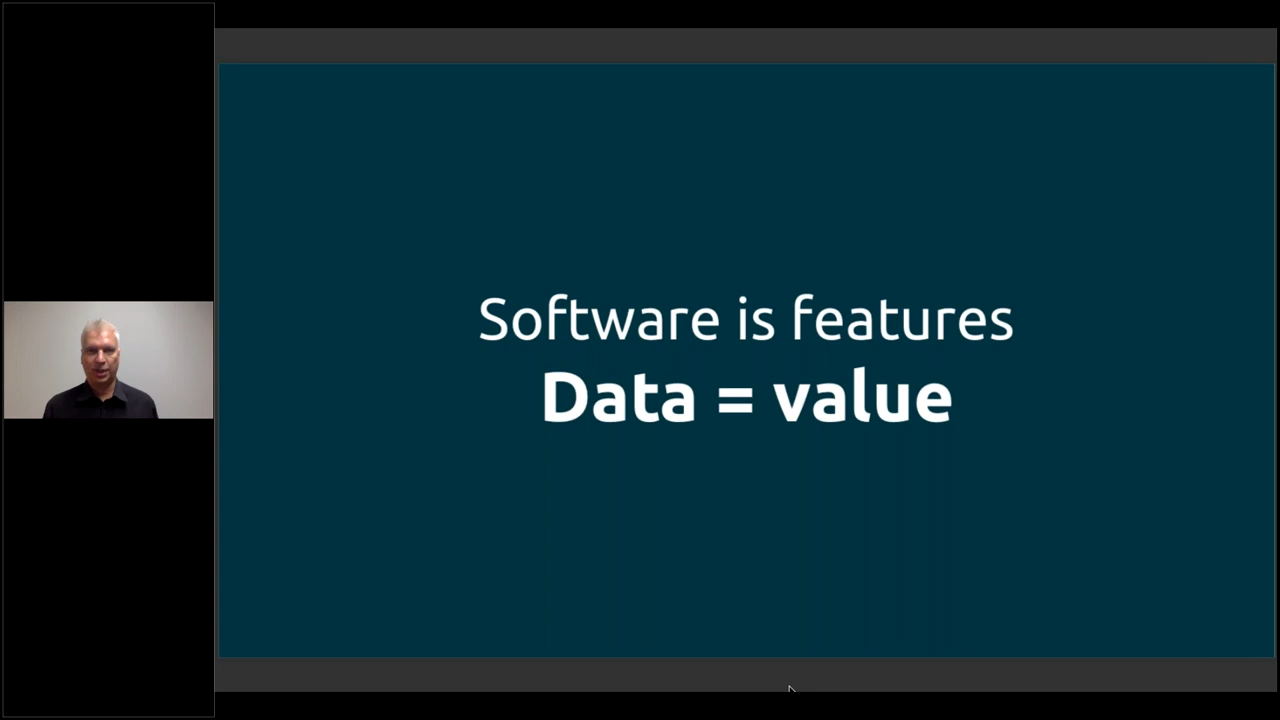 Software is features
Data = value